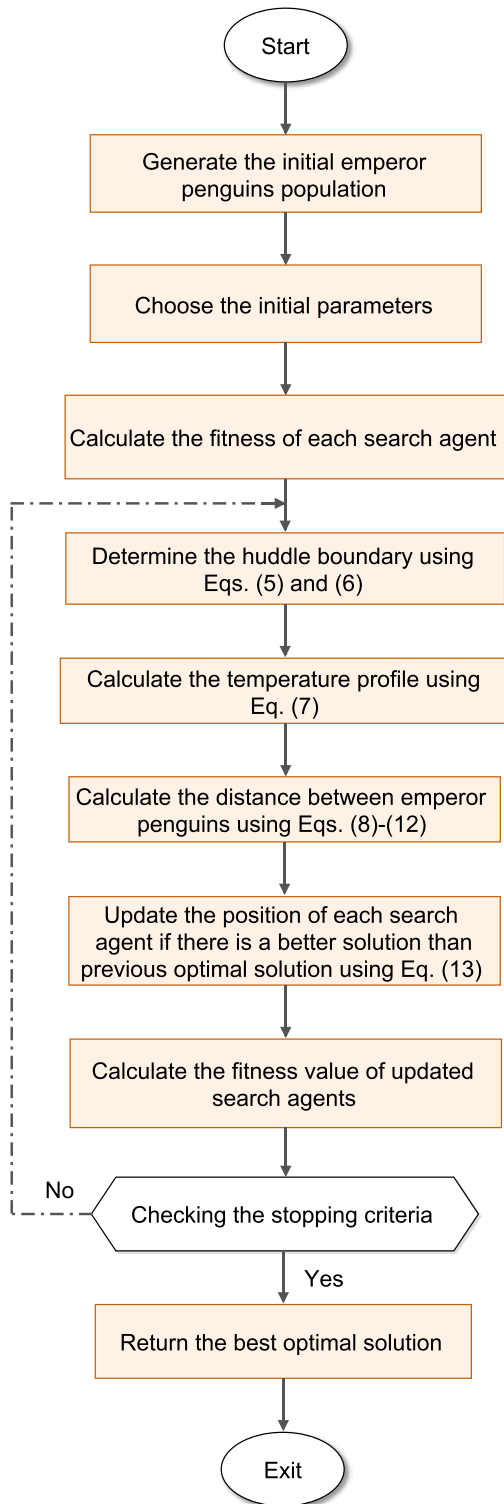 Start
Generate the initial emperor
penguins population
Choose the initial parameters
Calculate the fitness of each search agent
Determine the huddle boundary using
Eqs. (5) and (6)
Calculate the temperature profile using
Eq. (7)
Calculate the distance between emperor
penguins using Eqs. (8)-(12)
Update the position of each search
agent if there is a better solution than
previous optimal solution using Eq. (13)
Calculate the fitness value of updated
search agents
No
Checking the stopping criteria
Yes
Return the best optimal solution
Exit